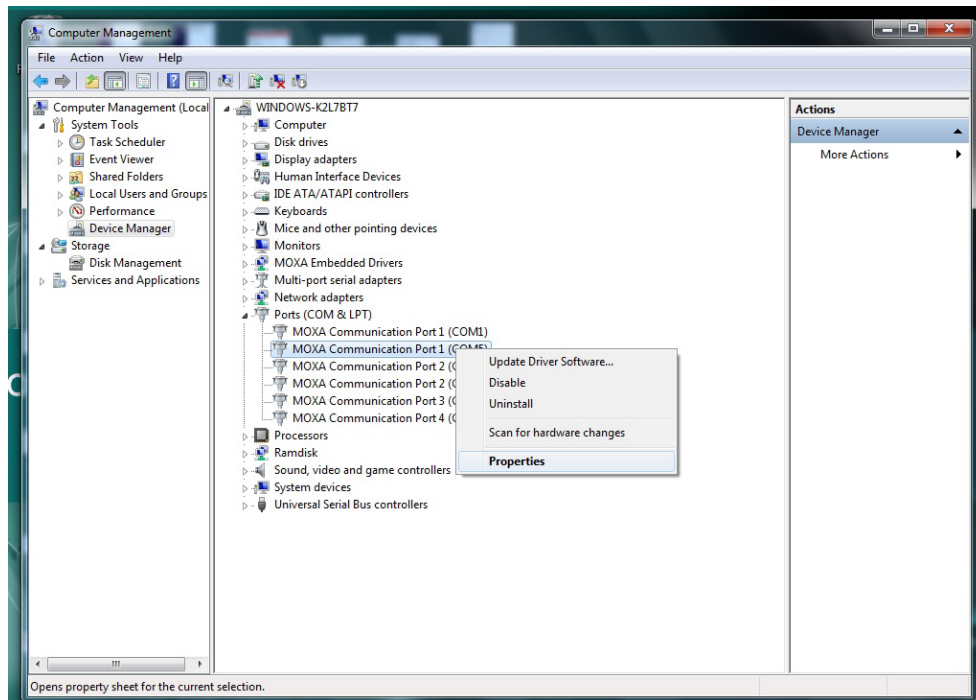 Computer Management
File Action View Help
Computer Management (Local
System Tools
Task Scheduler
Event Viewer
Shared Folders
Local Users and Groups
Performance
Device Manager
Storage
Disk Management
Services and Applications
WINDOWS-K2L7BT7
Computer
Disk drives
Display adapters
Human Interface Devices
IDE ATA/ATAPI controllers
Keyboards
Mice and other pointing devices
Monitors
MOXA Embedded Drivers
Multi-port serial adapters
Network adapters
Ports (COM & LPT)
MOXA Communication Port 1 (COM1)
MOXA Communication Port 1 (COM5)
MOXA Communication Port 2 (
MOXA Communication Port 2 (
MOXA Communication Port 3 (
MOXA Communication Port 4 (
Processors
Ramdisk
Sound, video and game controllers
System devices
Universal Serial Bus controllers
Update Driver Software...
Disable
Uninstall
Scan for hardware changes
Properties
Actions
Device Manager
More Actions
Opens property sheet for the current selection.